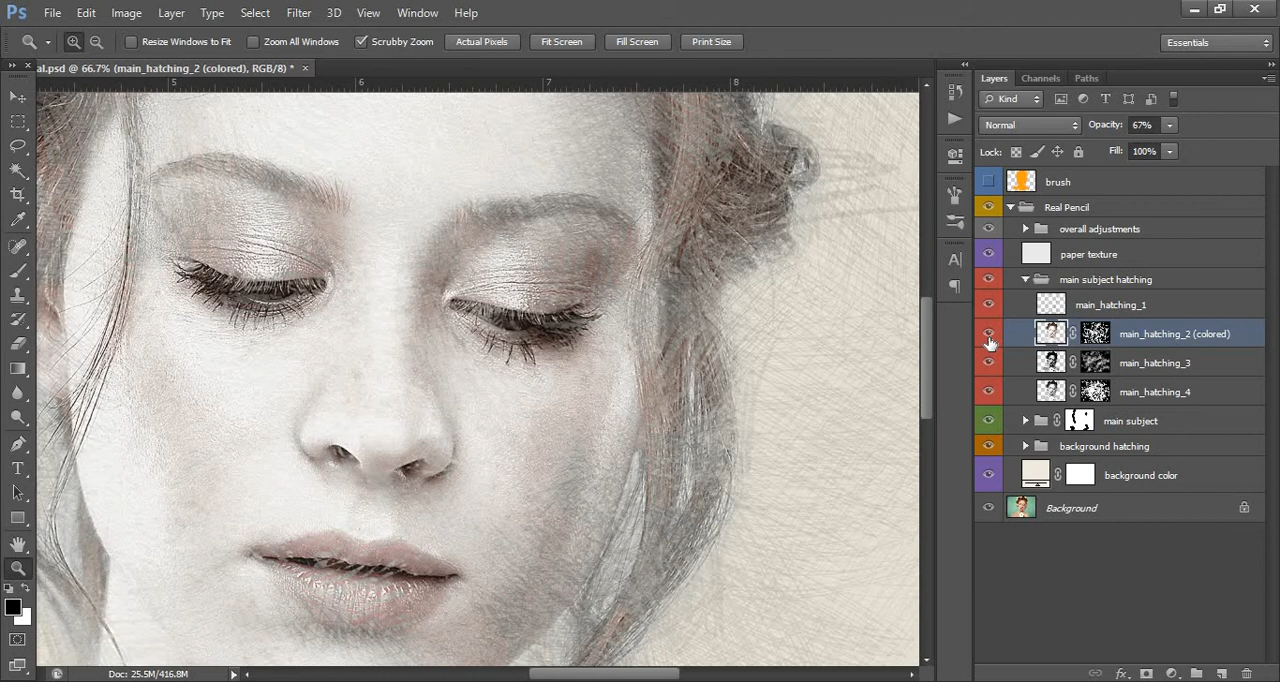 Ps File Edit Image Layer Type Select Filter 3D View Window Help
Resize Windows to Fit Zoom All Windows Scrubby Zoom Actual Pixels Fit Screen Fill Screen Print Size Essentials
al.psd @ 66.7% (main_hatching_2 (colored), RGB/8) * ×
5 6 7 8
Layers Channels Paths
Kind
Normal Opacity: 67%
Lock: Fill: 100%
brush
Real Pencil
overall adjustments
paper texture
main subject hatching
main_hatching_1
main_hatching_2 (colored)
main_hatching_3
main_hatching_4
main subject
background hatching
background color
Background
Doc: 25.5M/416.8M